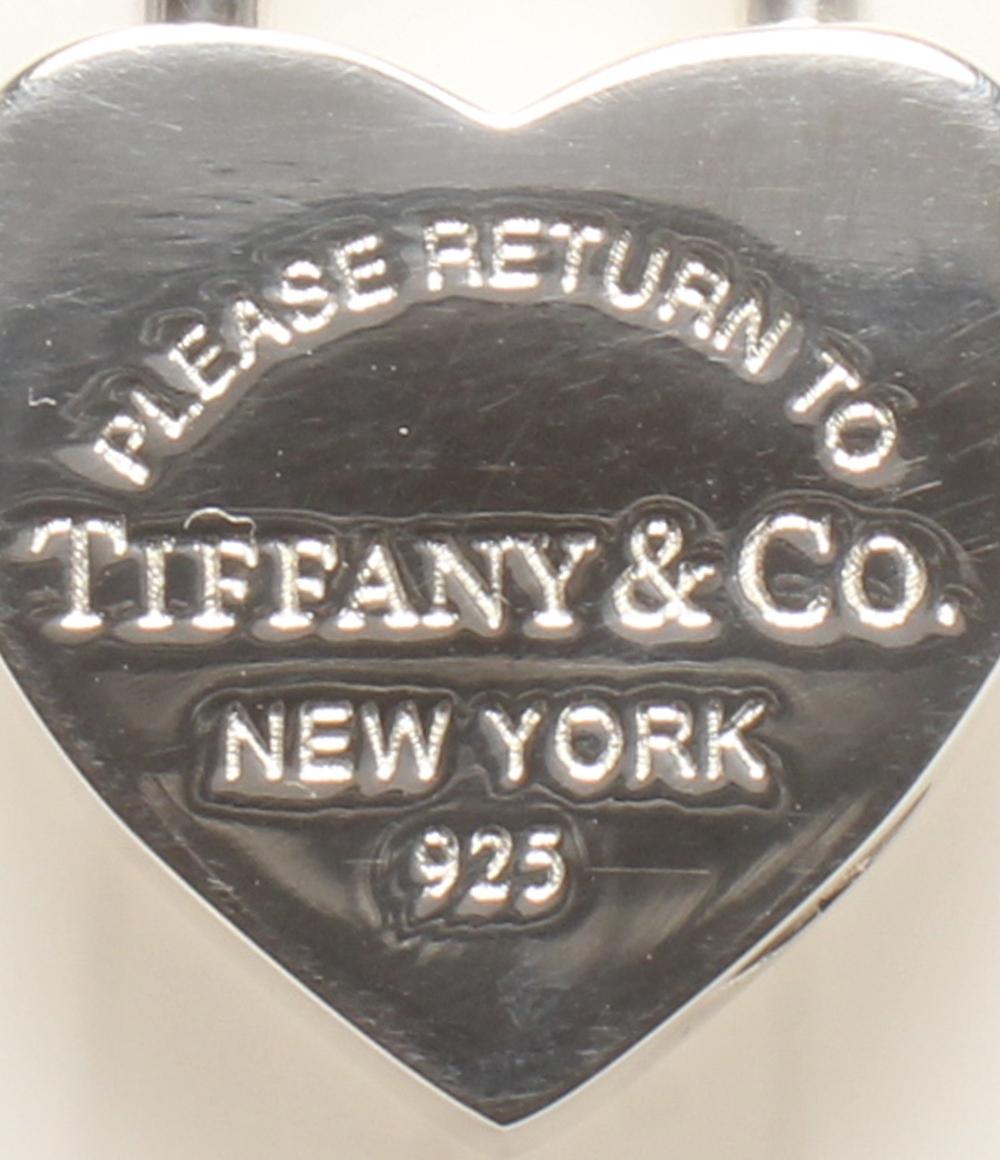 PLEASE RETURN TO
TIFFANY & CO.
NEW YORK
925